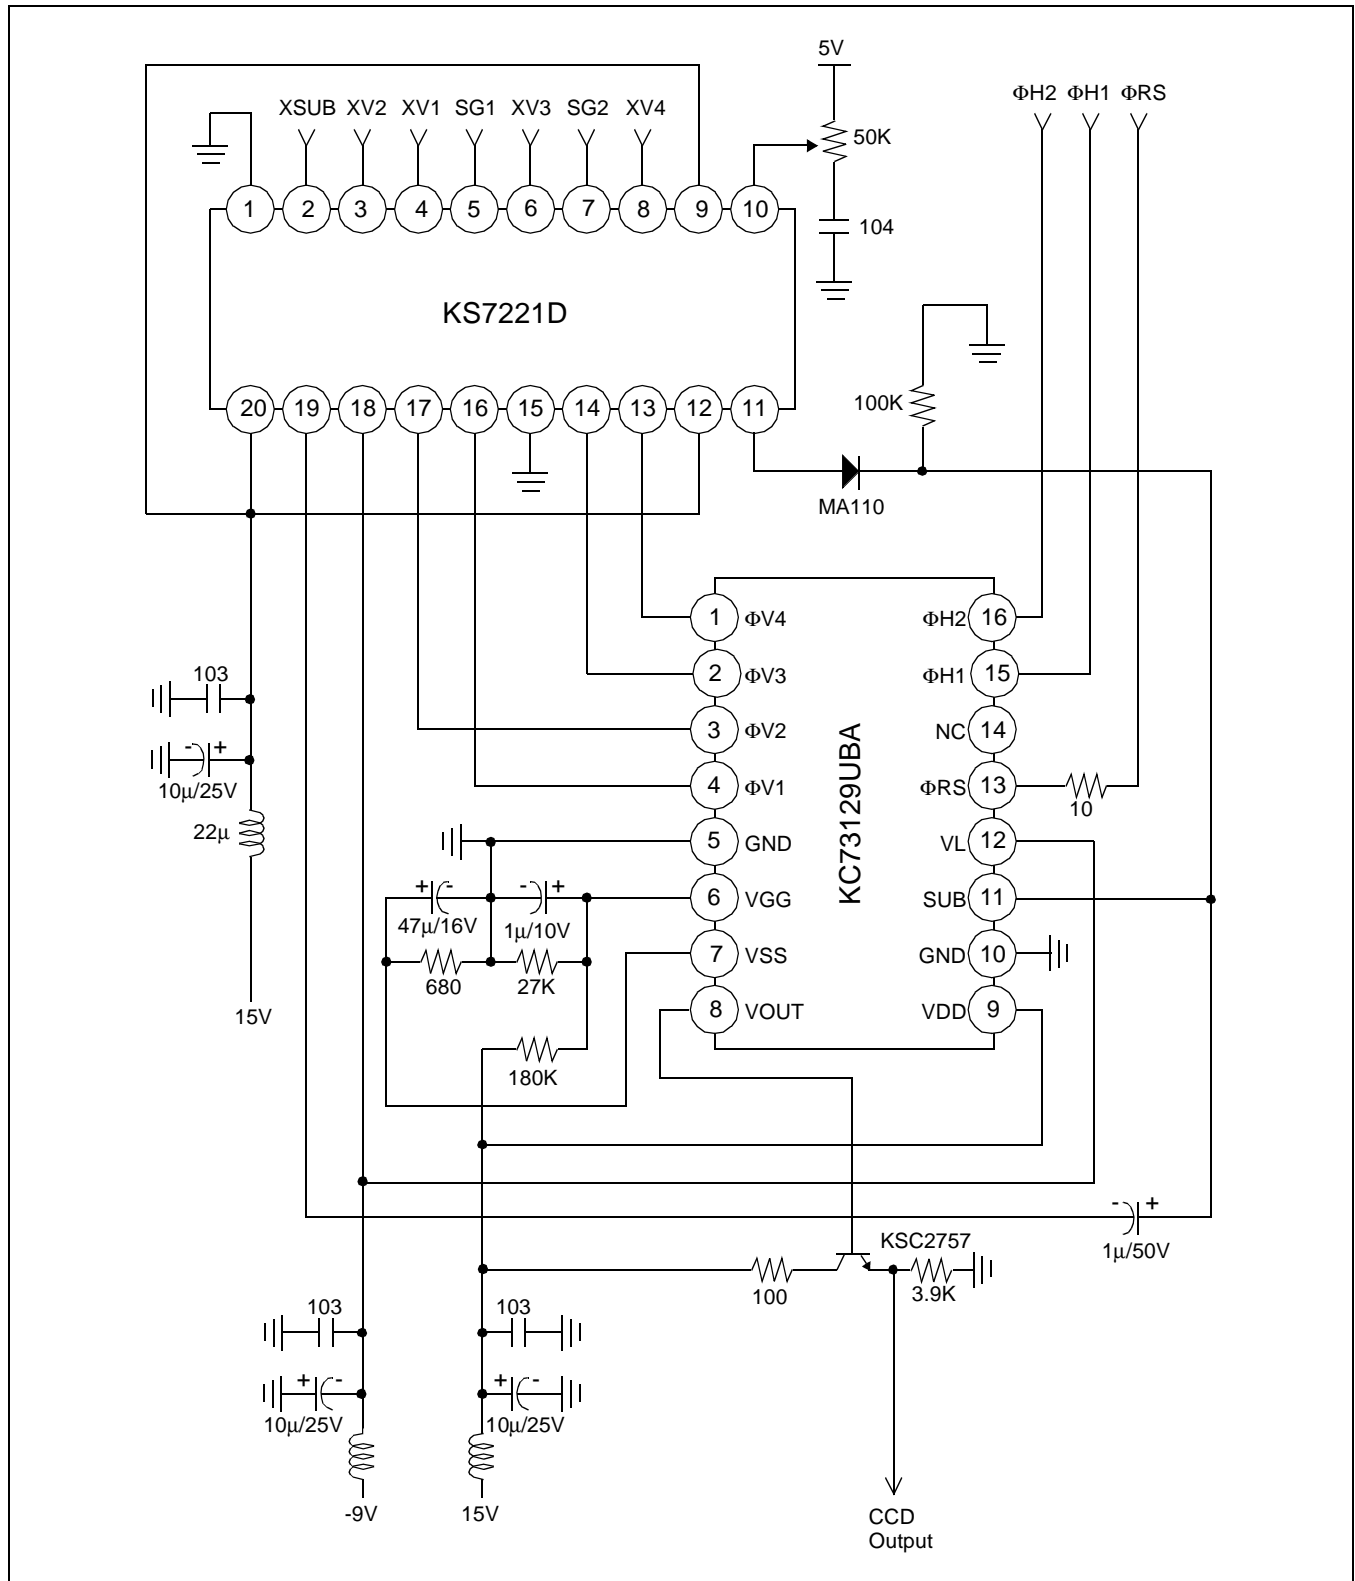 5V
ΦH2 ΦH1 ΦRS
XSUB XV2 XV1 SG1 XV3 SG2 XV4
50K
1 2 3 4 5 6 7 8 9 10
104
KS7221D
100K
20 19 18 17 16 15 14 13 12 11
MA110
1 ΦV4
ΦH2 16
2 ΦV3
ΦH1 15
103
3 ΦV2
NC 14
- +
10μ/25V
4 ΦV1
ΦRS 13
10
22μ
KC73129UBA
5 GND
VL 12
+ - - +
47μ/16V 1μ/10V
6 VGG
SUB 11
7 VSS
GND 10
680 27K
8 VOUT
VDD 9
15V
180K
- +
1μ/50V
KSC2757
100
3.9K
103 103
+ - + -
10μ/25V 10μ/25V
-9V 15V
CCD
Output